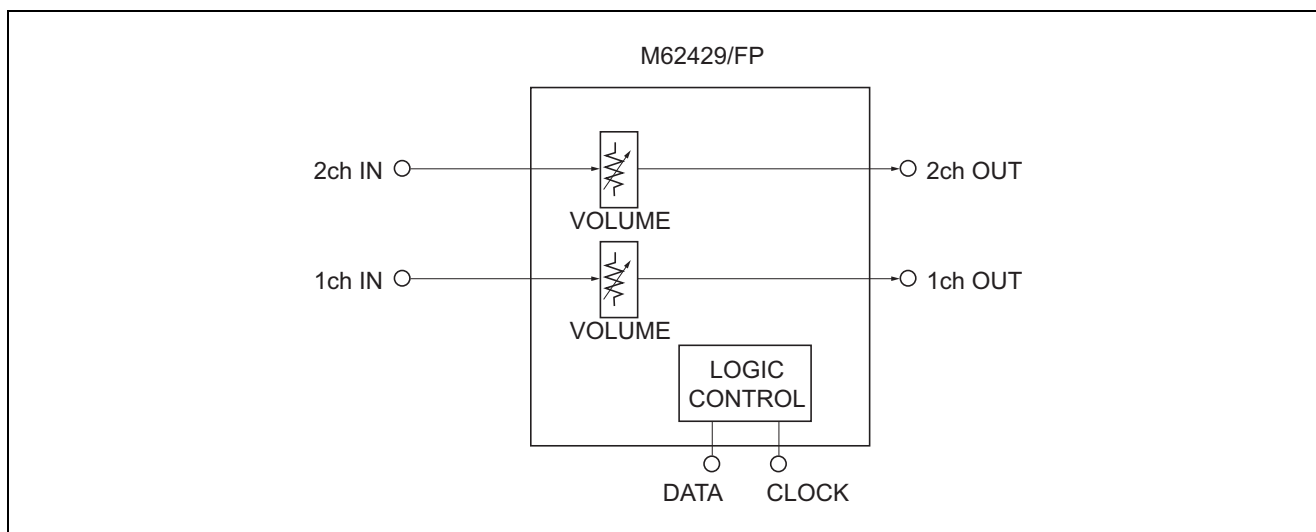 M62429/FP
2ch IN
2ch OUT
VOLUME
1ch IN
1ch OUT
VOLUME
LOGIC
CONTROL
DATA
CLOCK